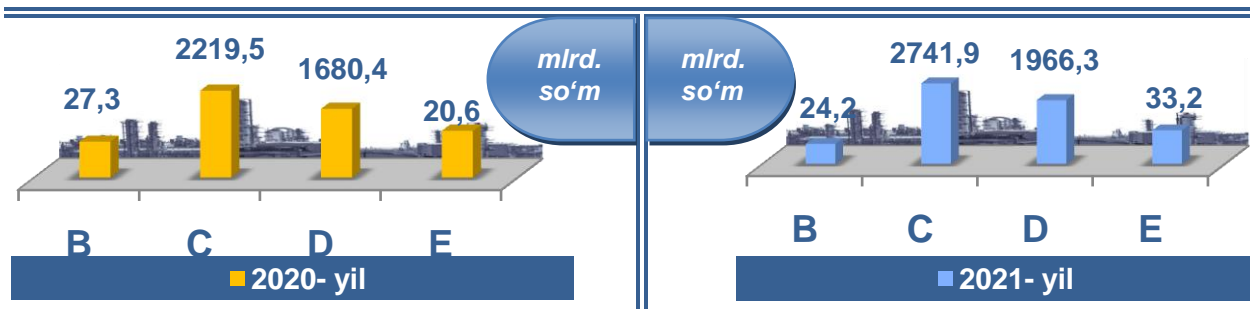 mlrd.
so‘m
2219,5
1680,4
27,3
20,6
B C D E
2020- yil
mlrd.
so‘m
2741,9
1966,3
24,2
33,2
B C D E
2021- yil